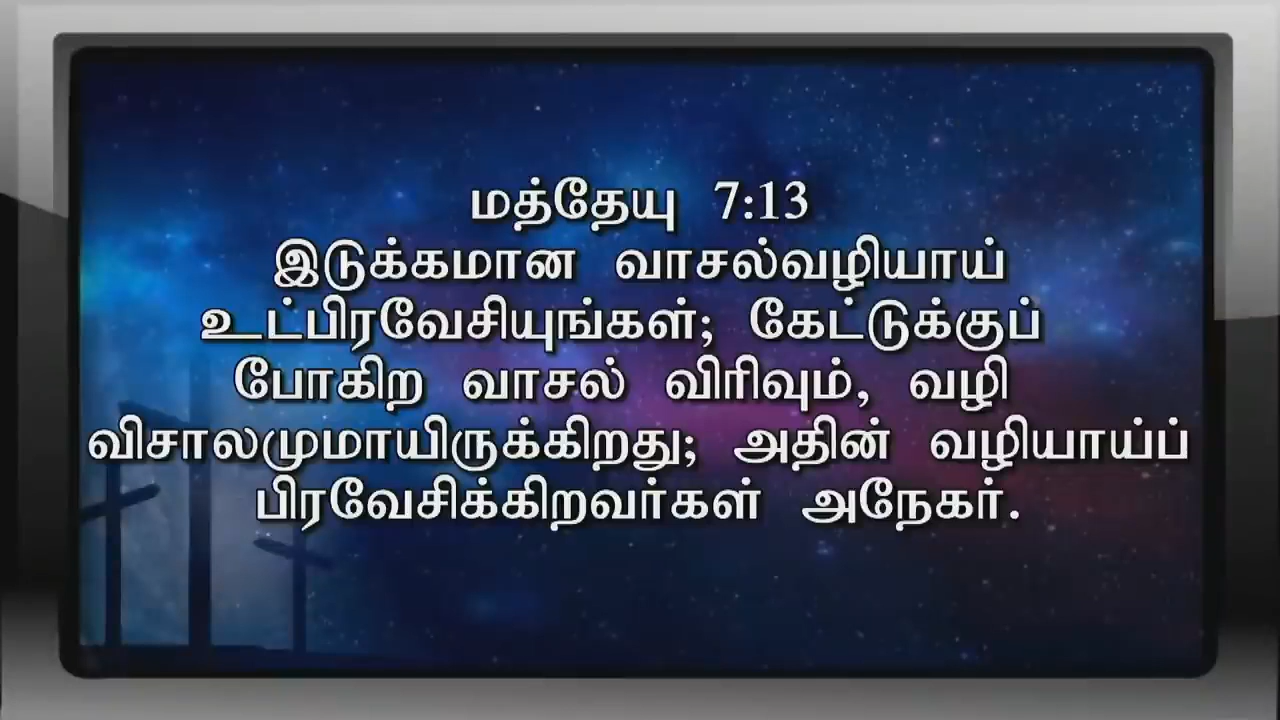 மத்தேயு 7:13
இடுக்கமான வாசல்வழியாய்
உட்பிரவேசியுங்கள்; கேட்டுக்குப்
போகிற வாசல் விரிவும், வழி
விசாலமுமாயிருக்கிறது; அதின் வழியாய்ப்
பிரவேசிக்கிறவர்கள் அநேகர்.